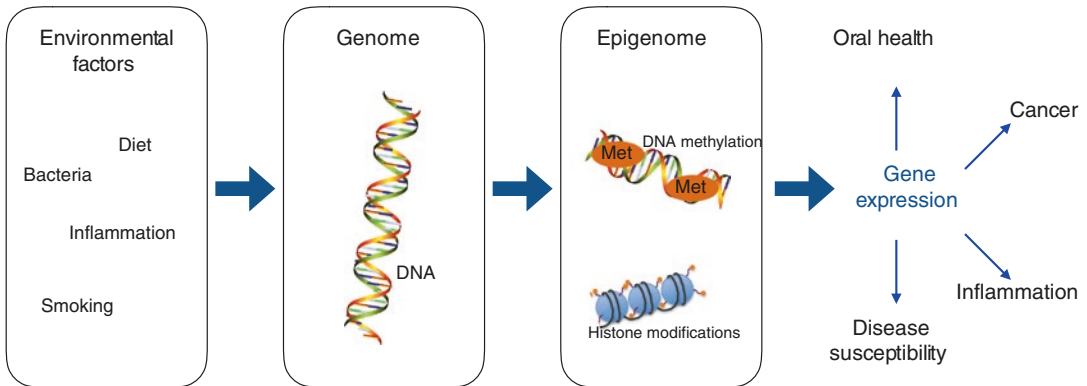 Environmental
factors
Diet
Bacteria
Inflammation
Smoking
Genome
DNA
Epigenome
DNA methylation
Met
Met
Histone modifications
Oral health
Cancer
Gene
expression
Inflammation
Disease
susceptibility